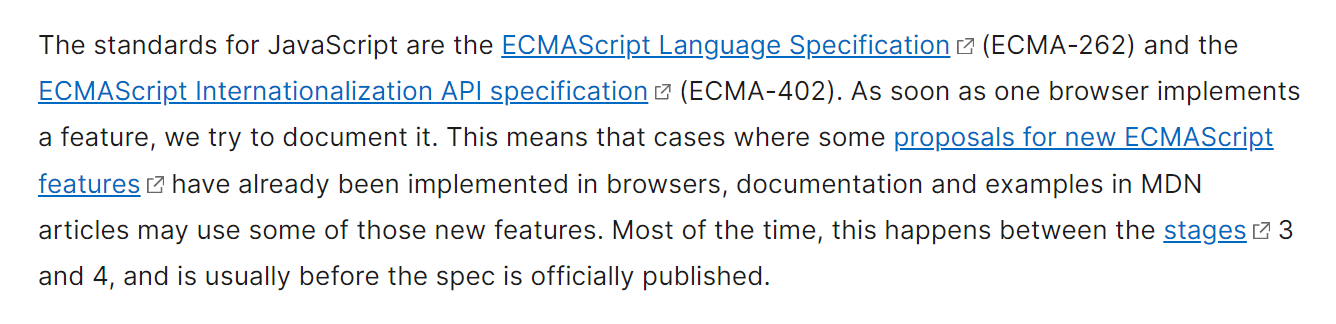 The standards for JavaScript are the ECMAScript Language Specification (ECMA-262) and the
ECMAScript Internationalization API specification (ECMA-402). As soon as one browser implements
a feature, we try to document it. This means that cases where some proposals for new ECMAScript
features have already been implemented in browsers, documentation and examples in MDN
articles may use some of those new features. Most of the time, this happens between the stages 3
and 4, and is usually before the spec is officially published.